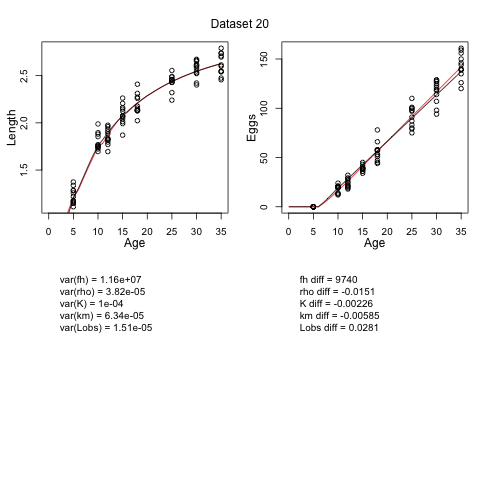 Dataset 20
Length
1.5
2.0
2.5
0 5 10 15 20 25 30 35
Age
Eggs
0
50
100
150
0 5 10 15 20 25 30 35
Age
var(fh) = 1.16e+07
var(rho) = 3.82e-05
var(K) = 1e-04
var(km) = 6.34e-05
var(Lobs) = 1.51e-05
fh diff = 9740
rho diff = -0.0151
K diff = -0.00226
km diff = -0.00585
Lobs diff = 0.0281